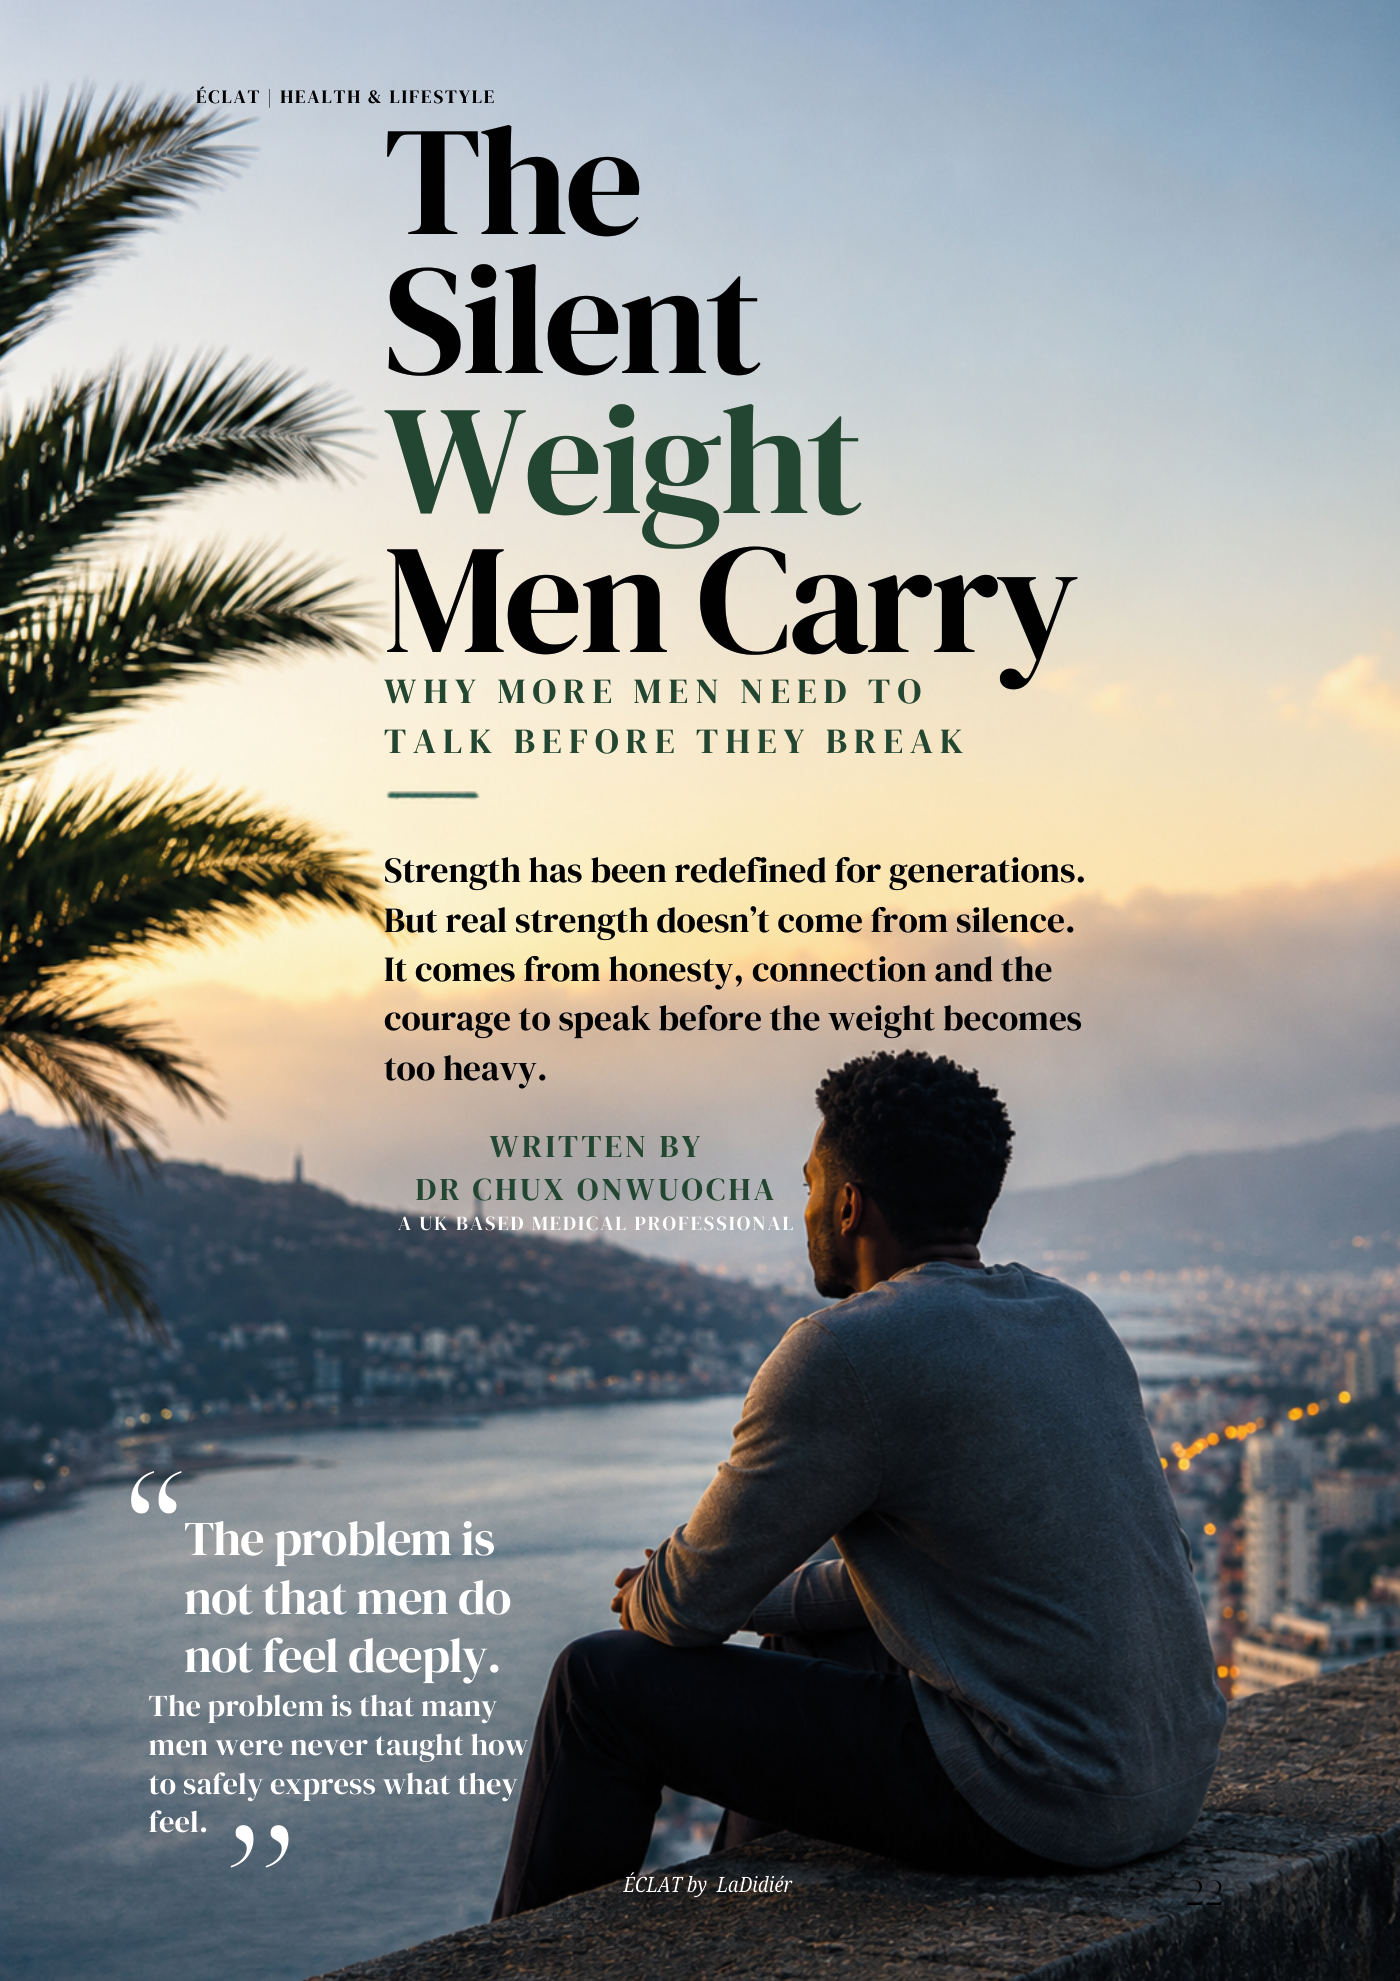 ÉCLAT | HEALTH & LIFESTYLE
The
Silent
Weight
Men Carry
WHY MORE MEN NEED TO
TALK BEFORE THEY BREAK
Strength has been redefined for generations.
But real strength doesn’t come from silence.
It comes from honesty, connection and the
courage to speak before the weight becomes
too heavy.
WRITTEN BY
DR CHUX ONWUOCHA
A UK BASED MEDICAL PROFESSIONAL
“The problem is
not that men do
not feel deeply.
The problem is that many
men were never taught how
to safely express what they
feel. ”
ÉCLAT by LaDidiér
22